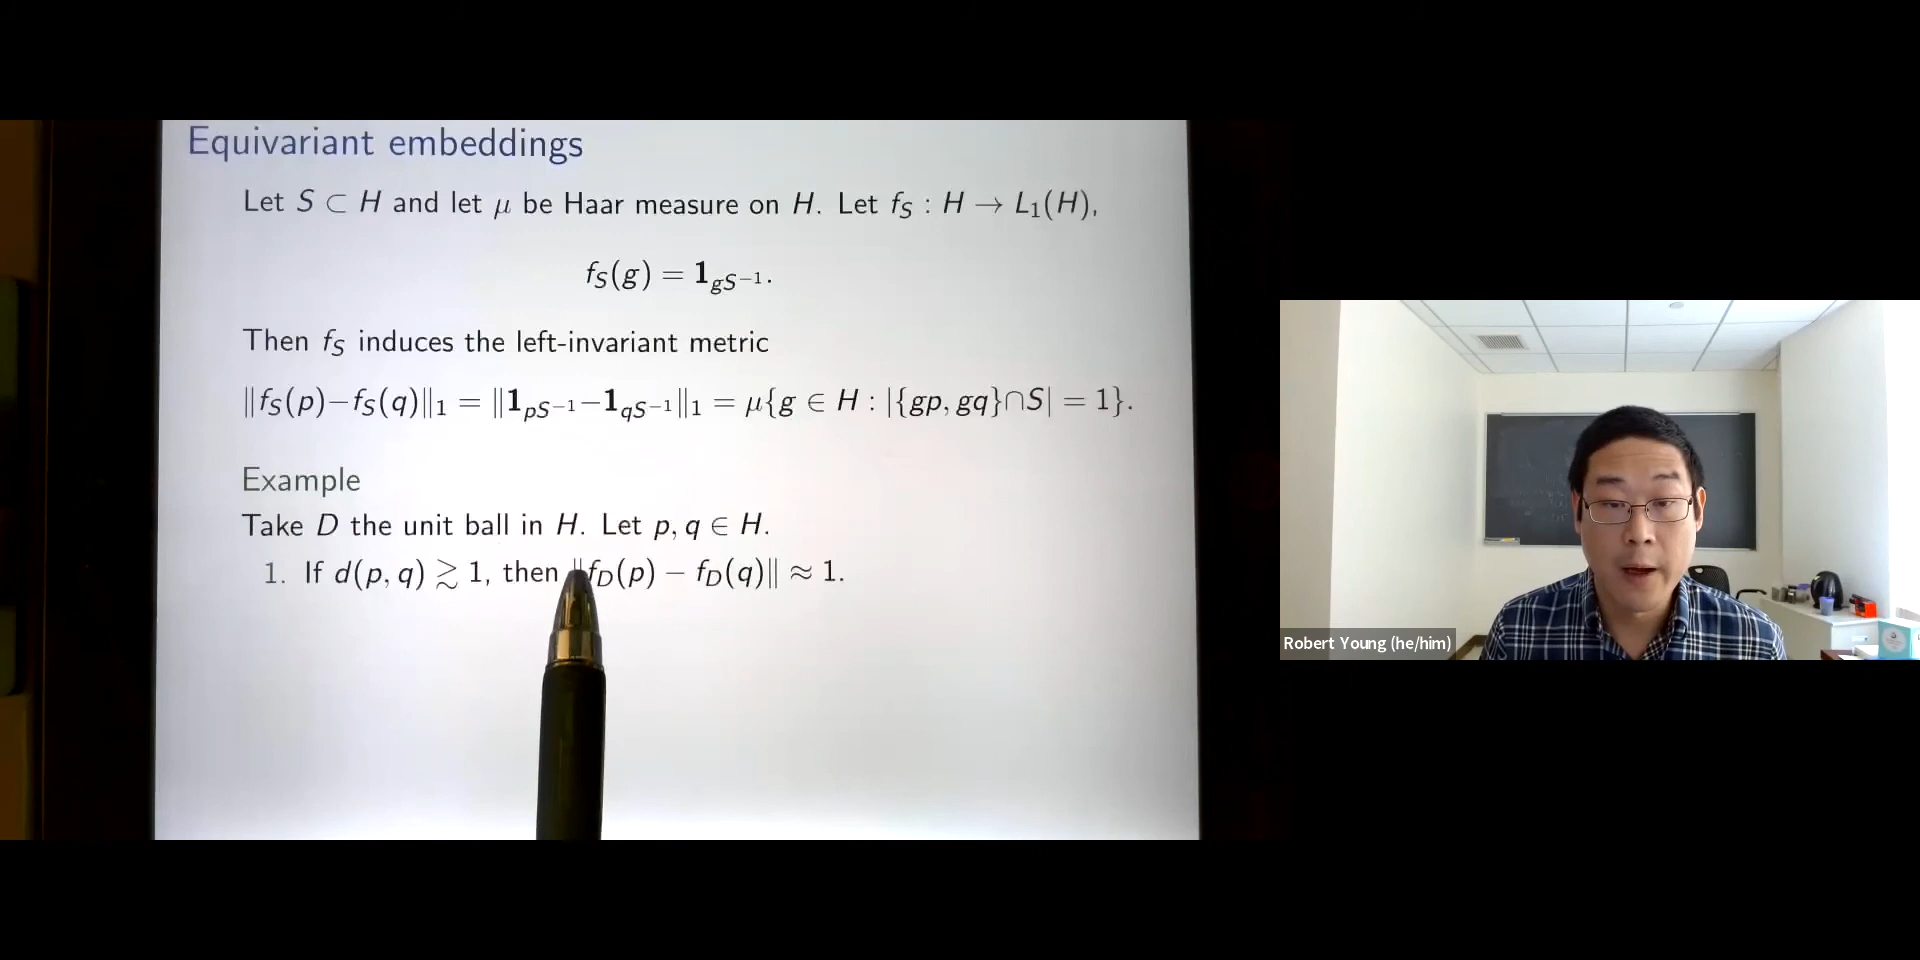 Equivariant embeddings
Let S ⊂ H and let μ be Haar measure on H. Let f_S : H → L_1(H),
f_S(g) = 1_{gS^{-1}}.
Then f_S induces the left-invariant metric
‖f_S(p)−f_S(q)‖_1 = ‖1_{pS^{-1}}−1_{qS^{-1}}‖_1 = μ{g ∈ H : |{gp, gq}∩S| = 1}.
Example
Take D the unit ball in H. Let p, q ∈ H.
1. If d(p, q) ≳ 1, then ‖f_D(p) − f_D(q)‖ ≈ 1.
Robert Young (he/him)